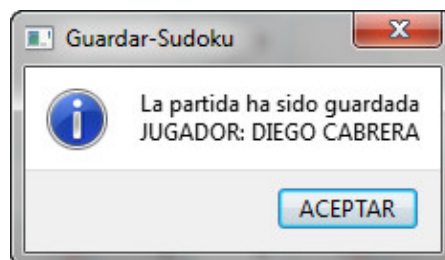 Guardar-Sudoku
La partida ha sido guardada
JUGADOR: DIEGO CABRERA
ACEPTAR